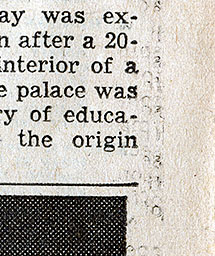 ay was ex-
n after a 20-
interior of a
e palace was
ry of educa-
the origin